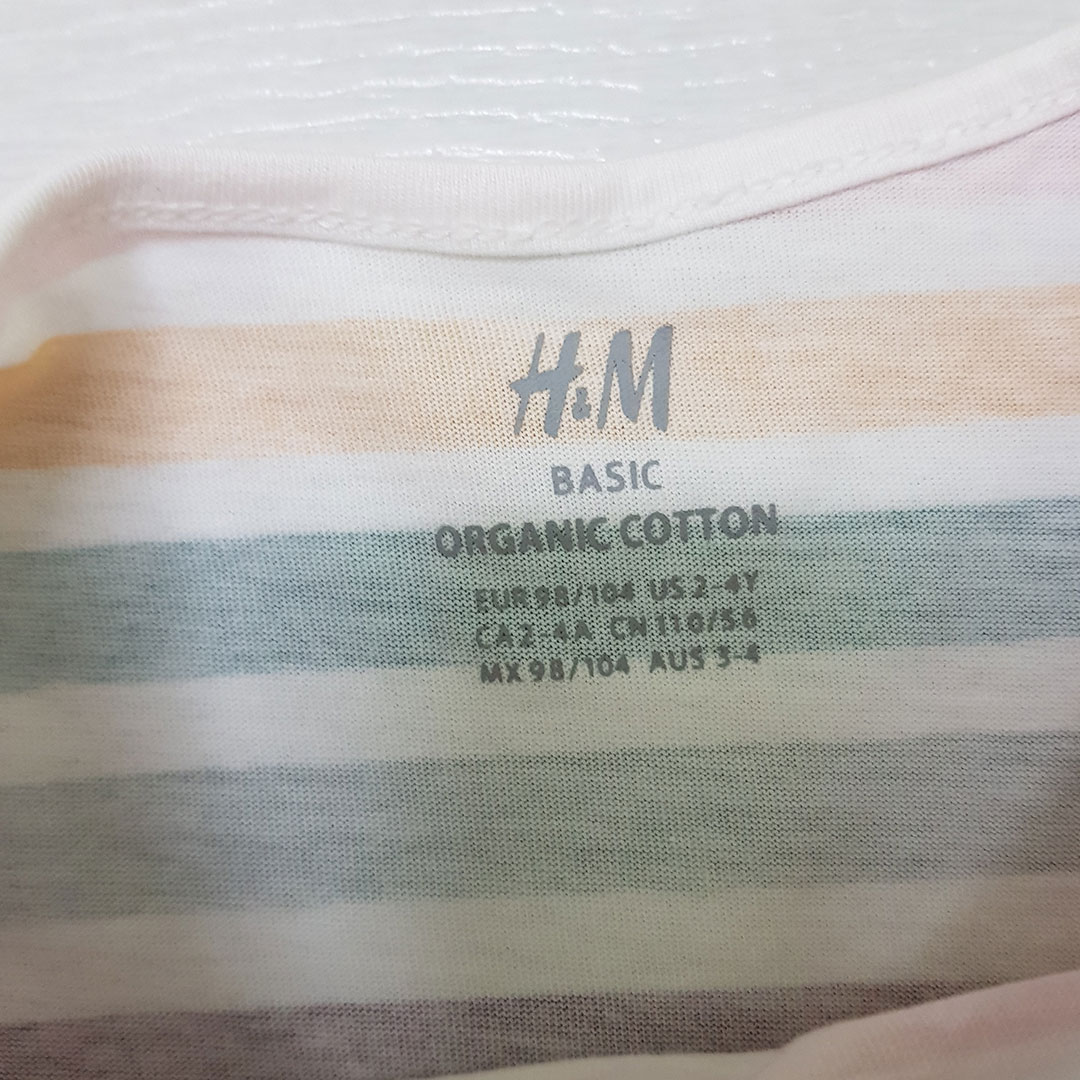 H&M
BASIC
ORGANIC COTTON
EUR 98/104 US 2-4Y
CA 2-4A CN 110/56
MX 98/104 AUS 3-4